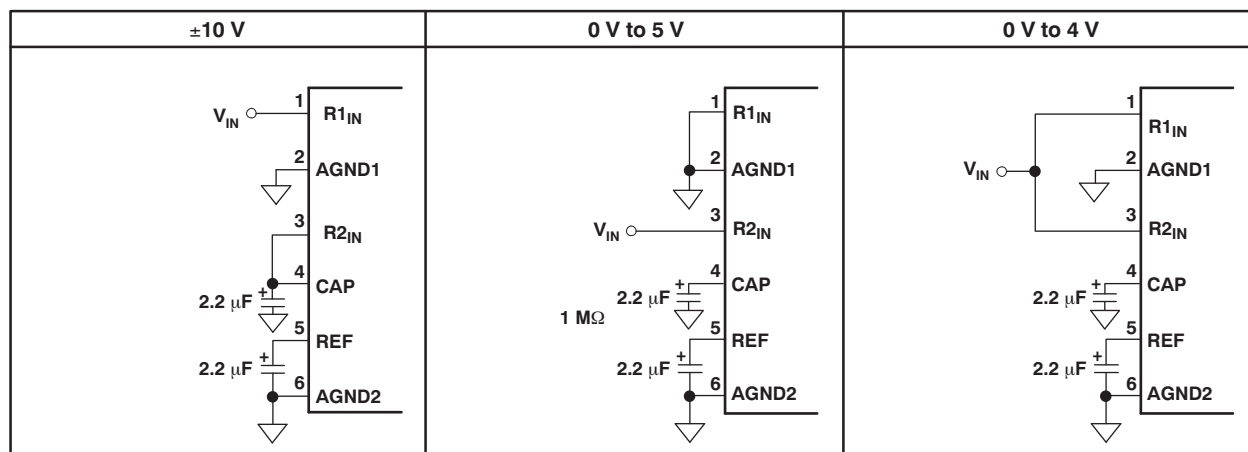 ±10 V
0 V to 5 V
0 V to 4 V
V_IN
1
R1_IN
2
AGND1
3
R2_IN
4
CAP
2.2 μF
+
5
REF
2.2 μF
+
6
AGND2
1
R1_IN
2
AGND1
3
V_IN
R2_IN
4
CAP
2.2 μF
+
1 MΩ
5
REF
2.2 μF
+
6
AGND2
1
R1_IN
2
AGND1
V_IN
3
R2_IN
4
CAP
2.2 μF
+
5
REF
2.2 μF
+
6
AGND2